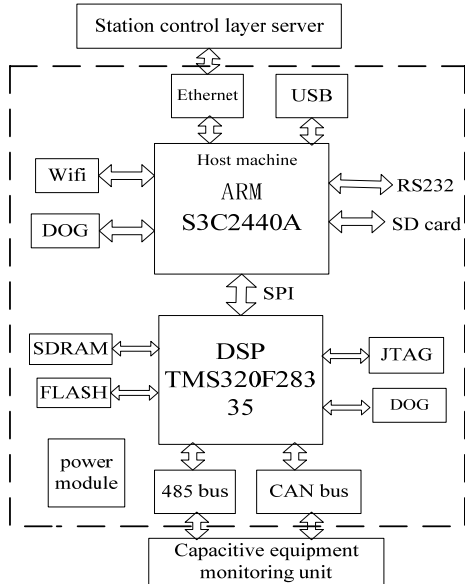 Station control layer server
Ethernet
USB
Host machine
ARM
S3C2440A
Wifi
DOG
RS232
SD card
SPI
DSP
TMS320F283
35
SDRAM
FLASH
JTAG
DOG
power
module
485 bus
CAN bus
Capacitive equipment
monitoring unit